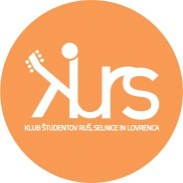 Kurs
KLUB ŠTUDENTOV RUŠ, SELNICE IN LOVRENCA